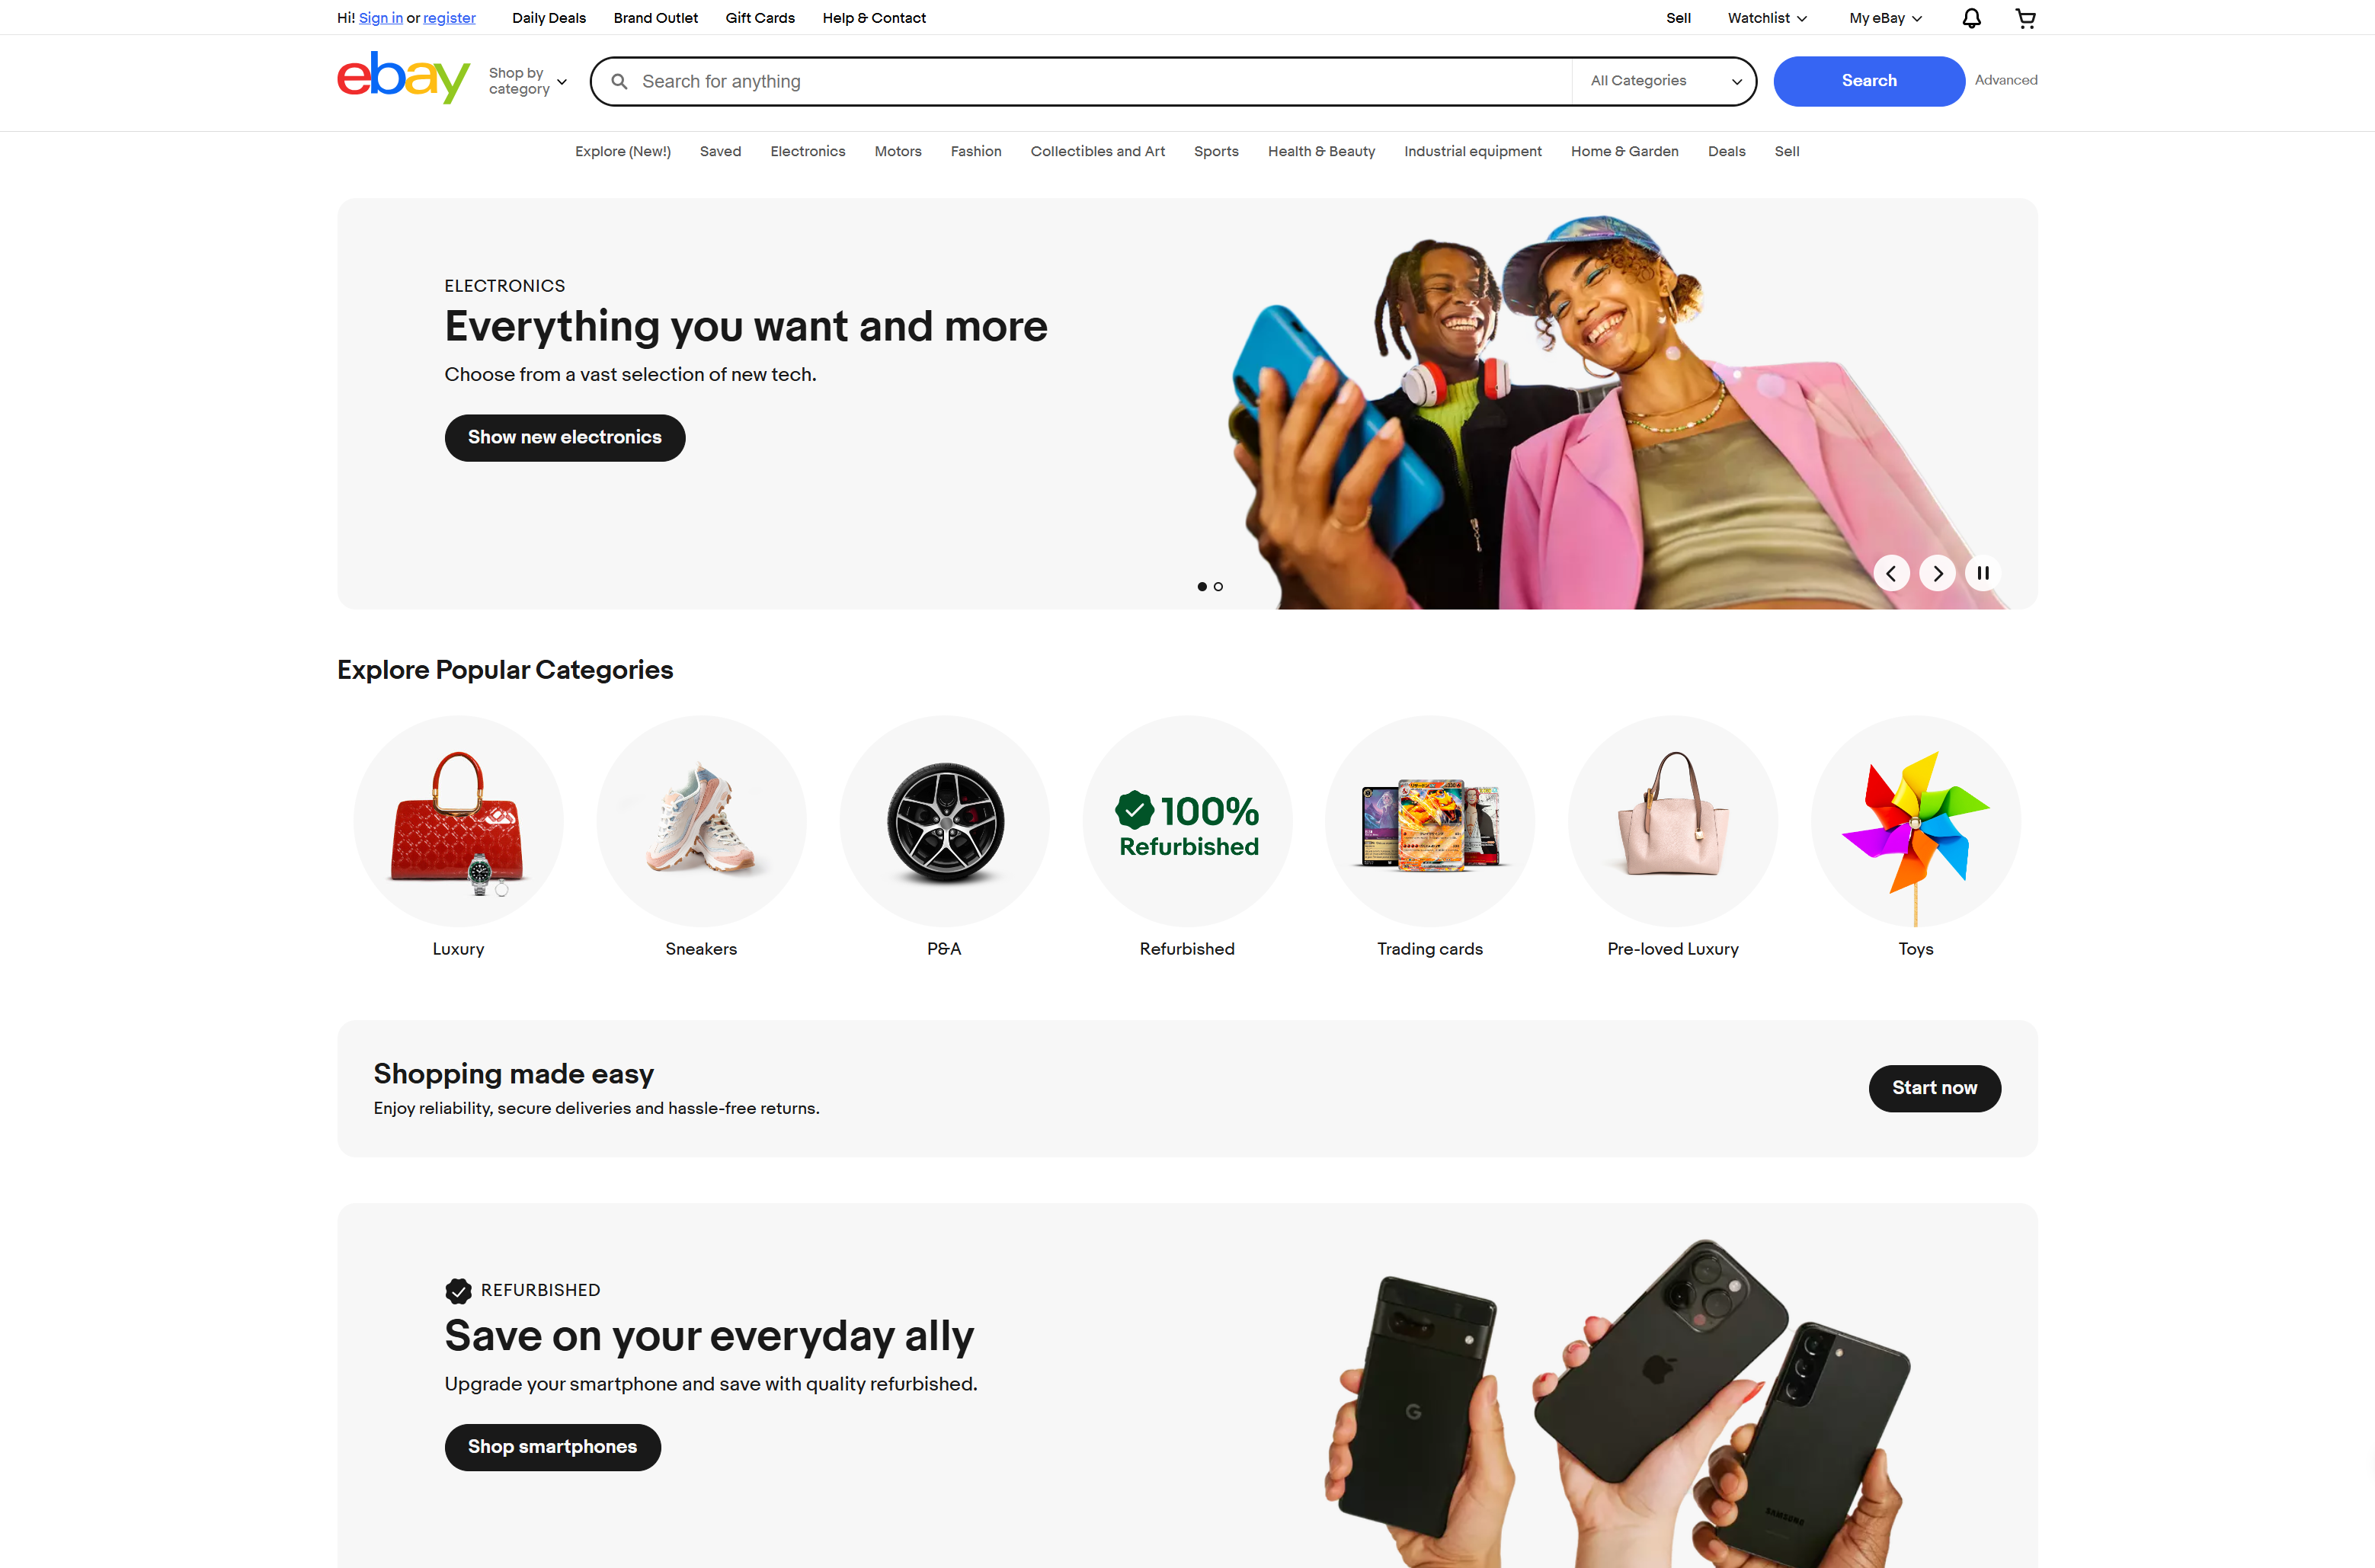 Hi! Sign in or register
Daily Deals
Brand Outlet
Gift Cards
Help & Contact
Sell
Watchlist
My eBay
ebay
Shop by
category
Search for anything
All Categories
Search
Advanced
Explore (New!)
Saved
Electronics
Motors
Fashion
Collectibles and Art
Sports
Health & Beauty
Industrial equipment
Home & Garden
Deals
Sell
ELECTRONICS
Everything you want and more
Choose from a vast selection of new tech.
Show new electronics
Explore Popular Categories
100%
Refurbished
Luxury
Sneakers
P&A
Refurbished
Trading cards
Pre-loved Luxury
Toys
Shopping made easy
Enjoy reliability, secure deliveries and hassle-free returns.
Start now
REFURBISHED
Save on your everyday ally
Upgrade your smartphone and save with quality refurbished.
Shop smartphones
G
SAMSUNG